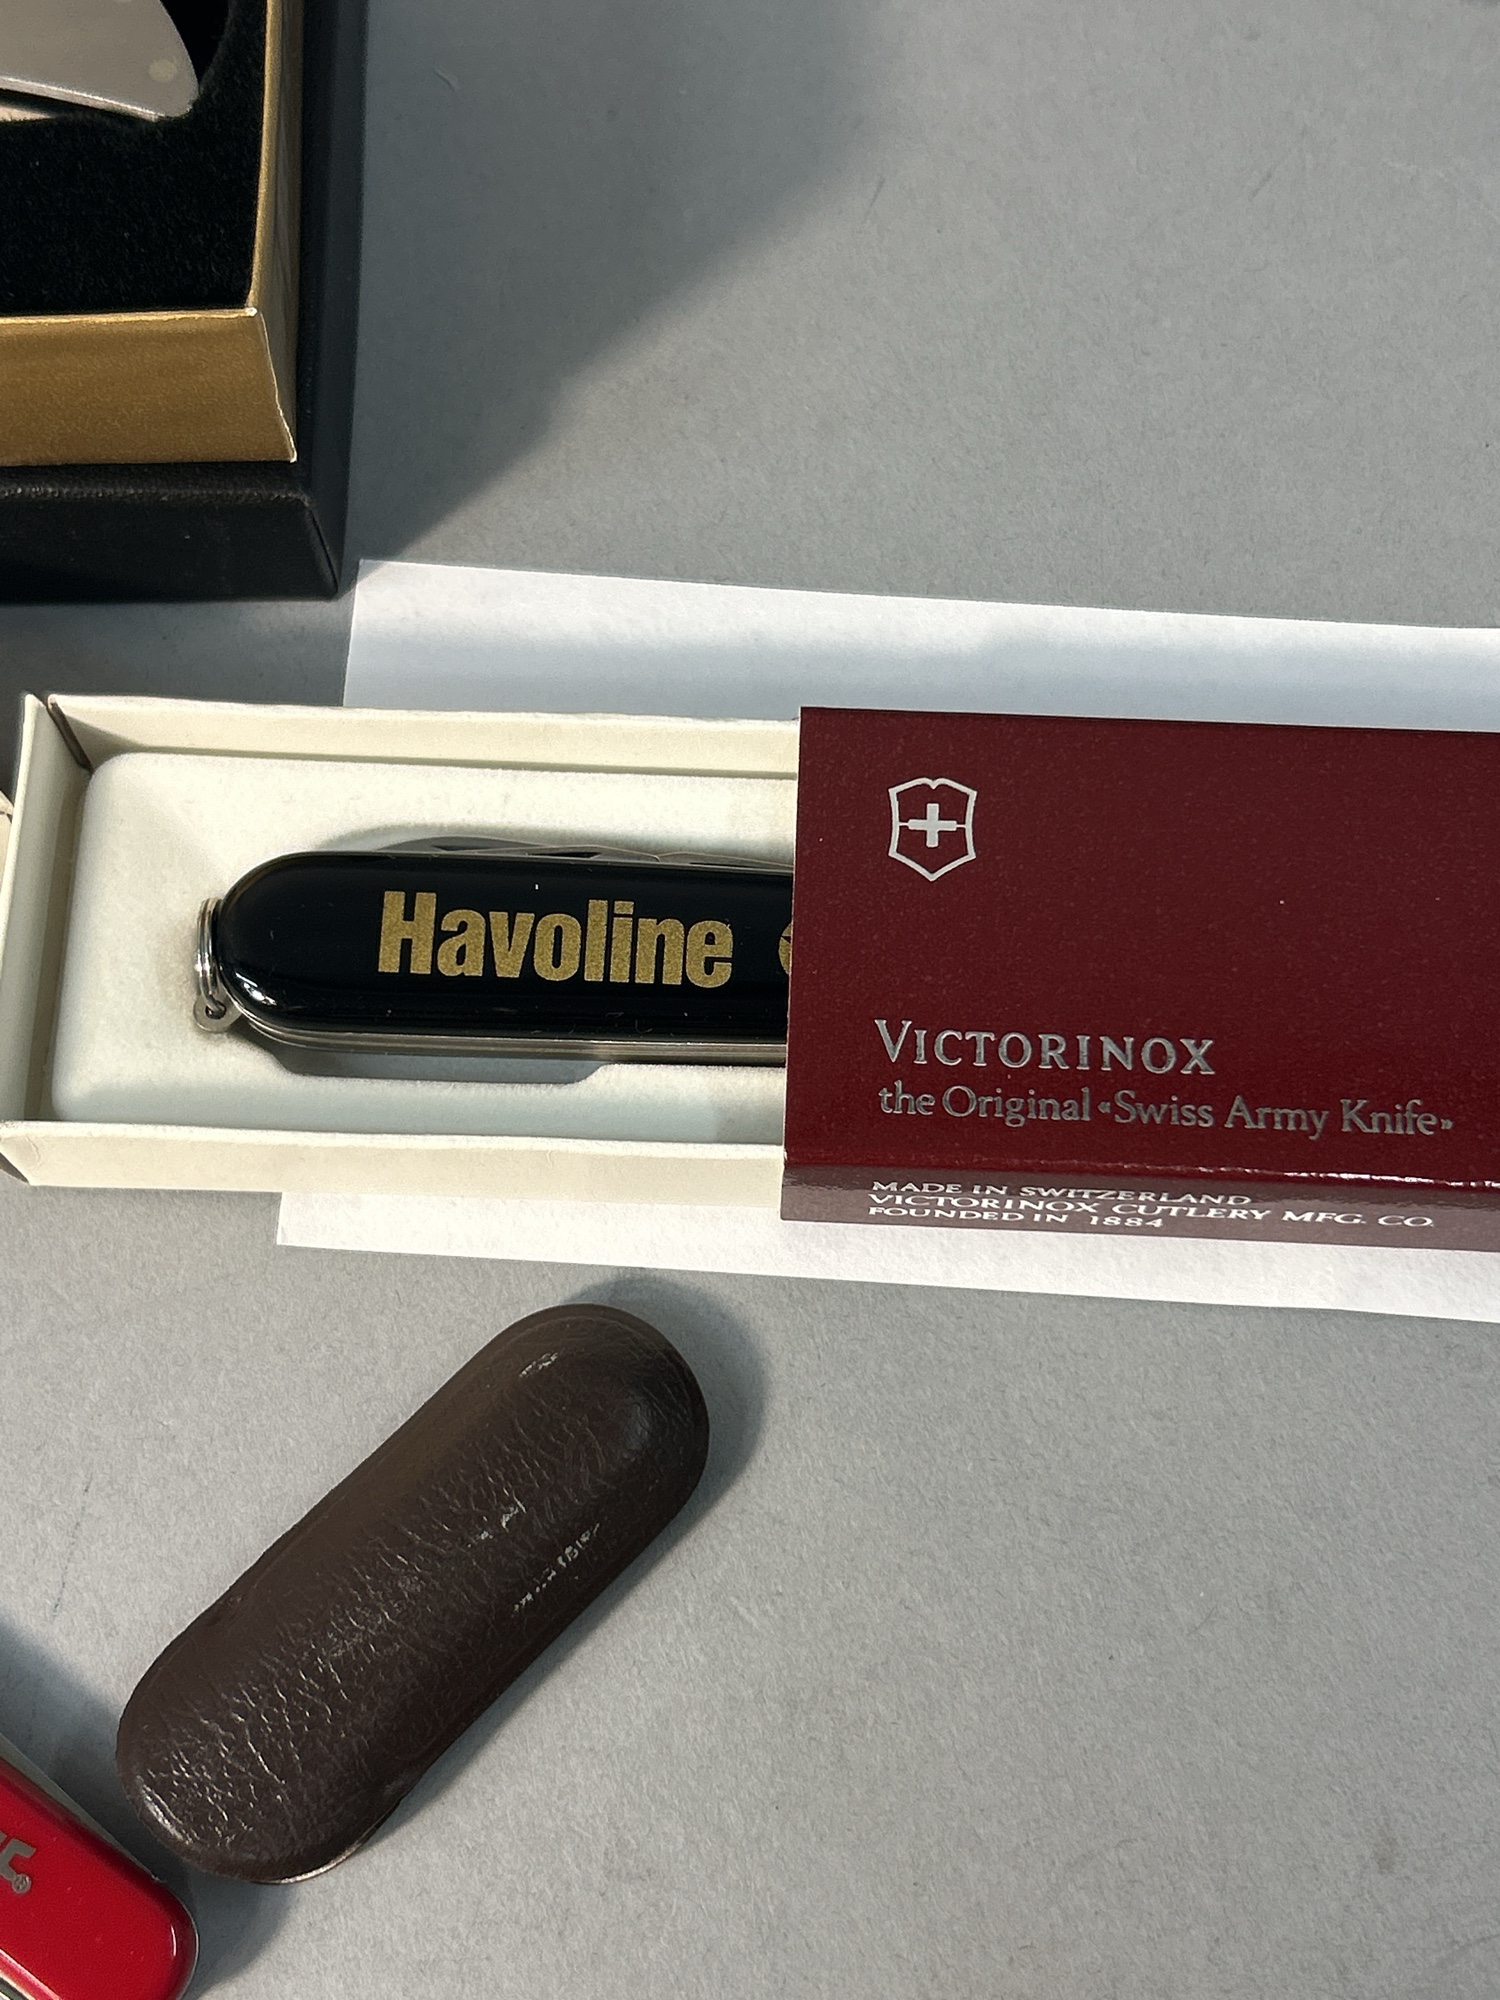 Havoline
VICTORINOX
the Original «Swiss Army Knife»
MADE IN SWITZERLAND
VICTORINOX CUTLERY MFG. CO.
FOUNDED IN 1884